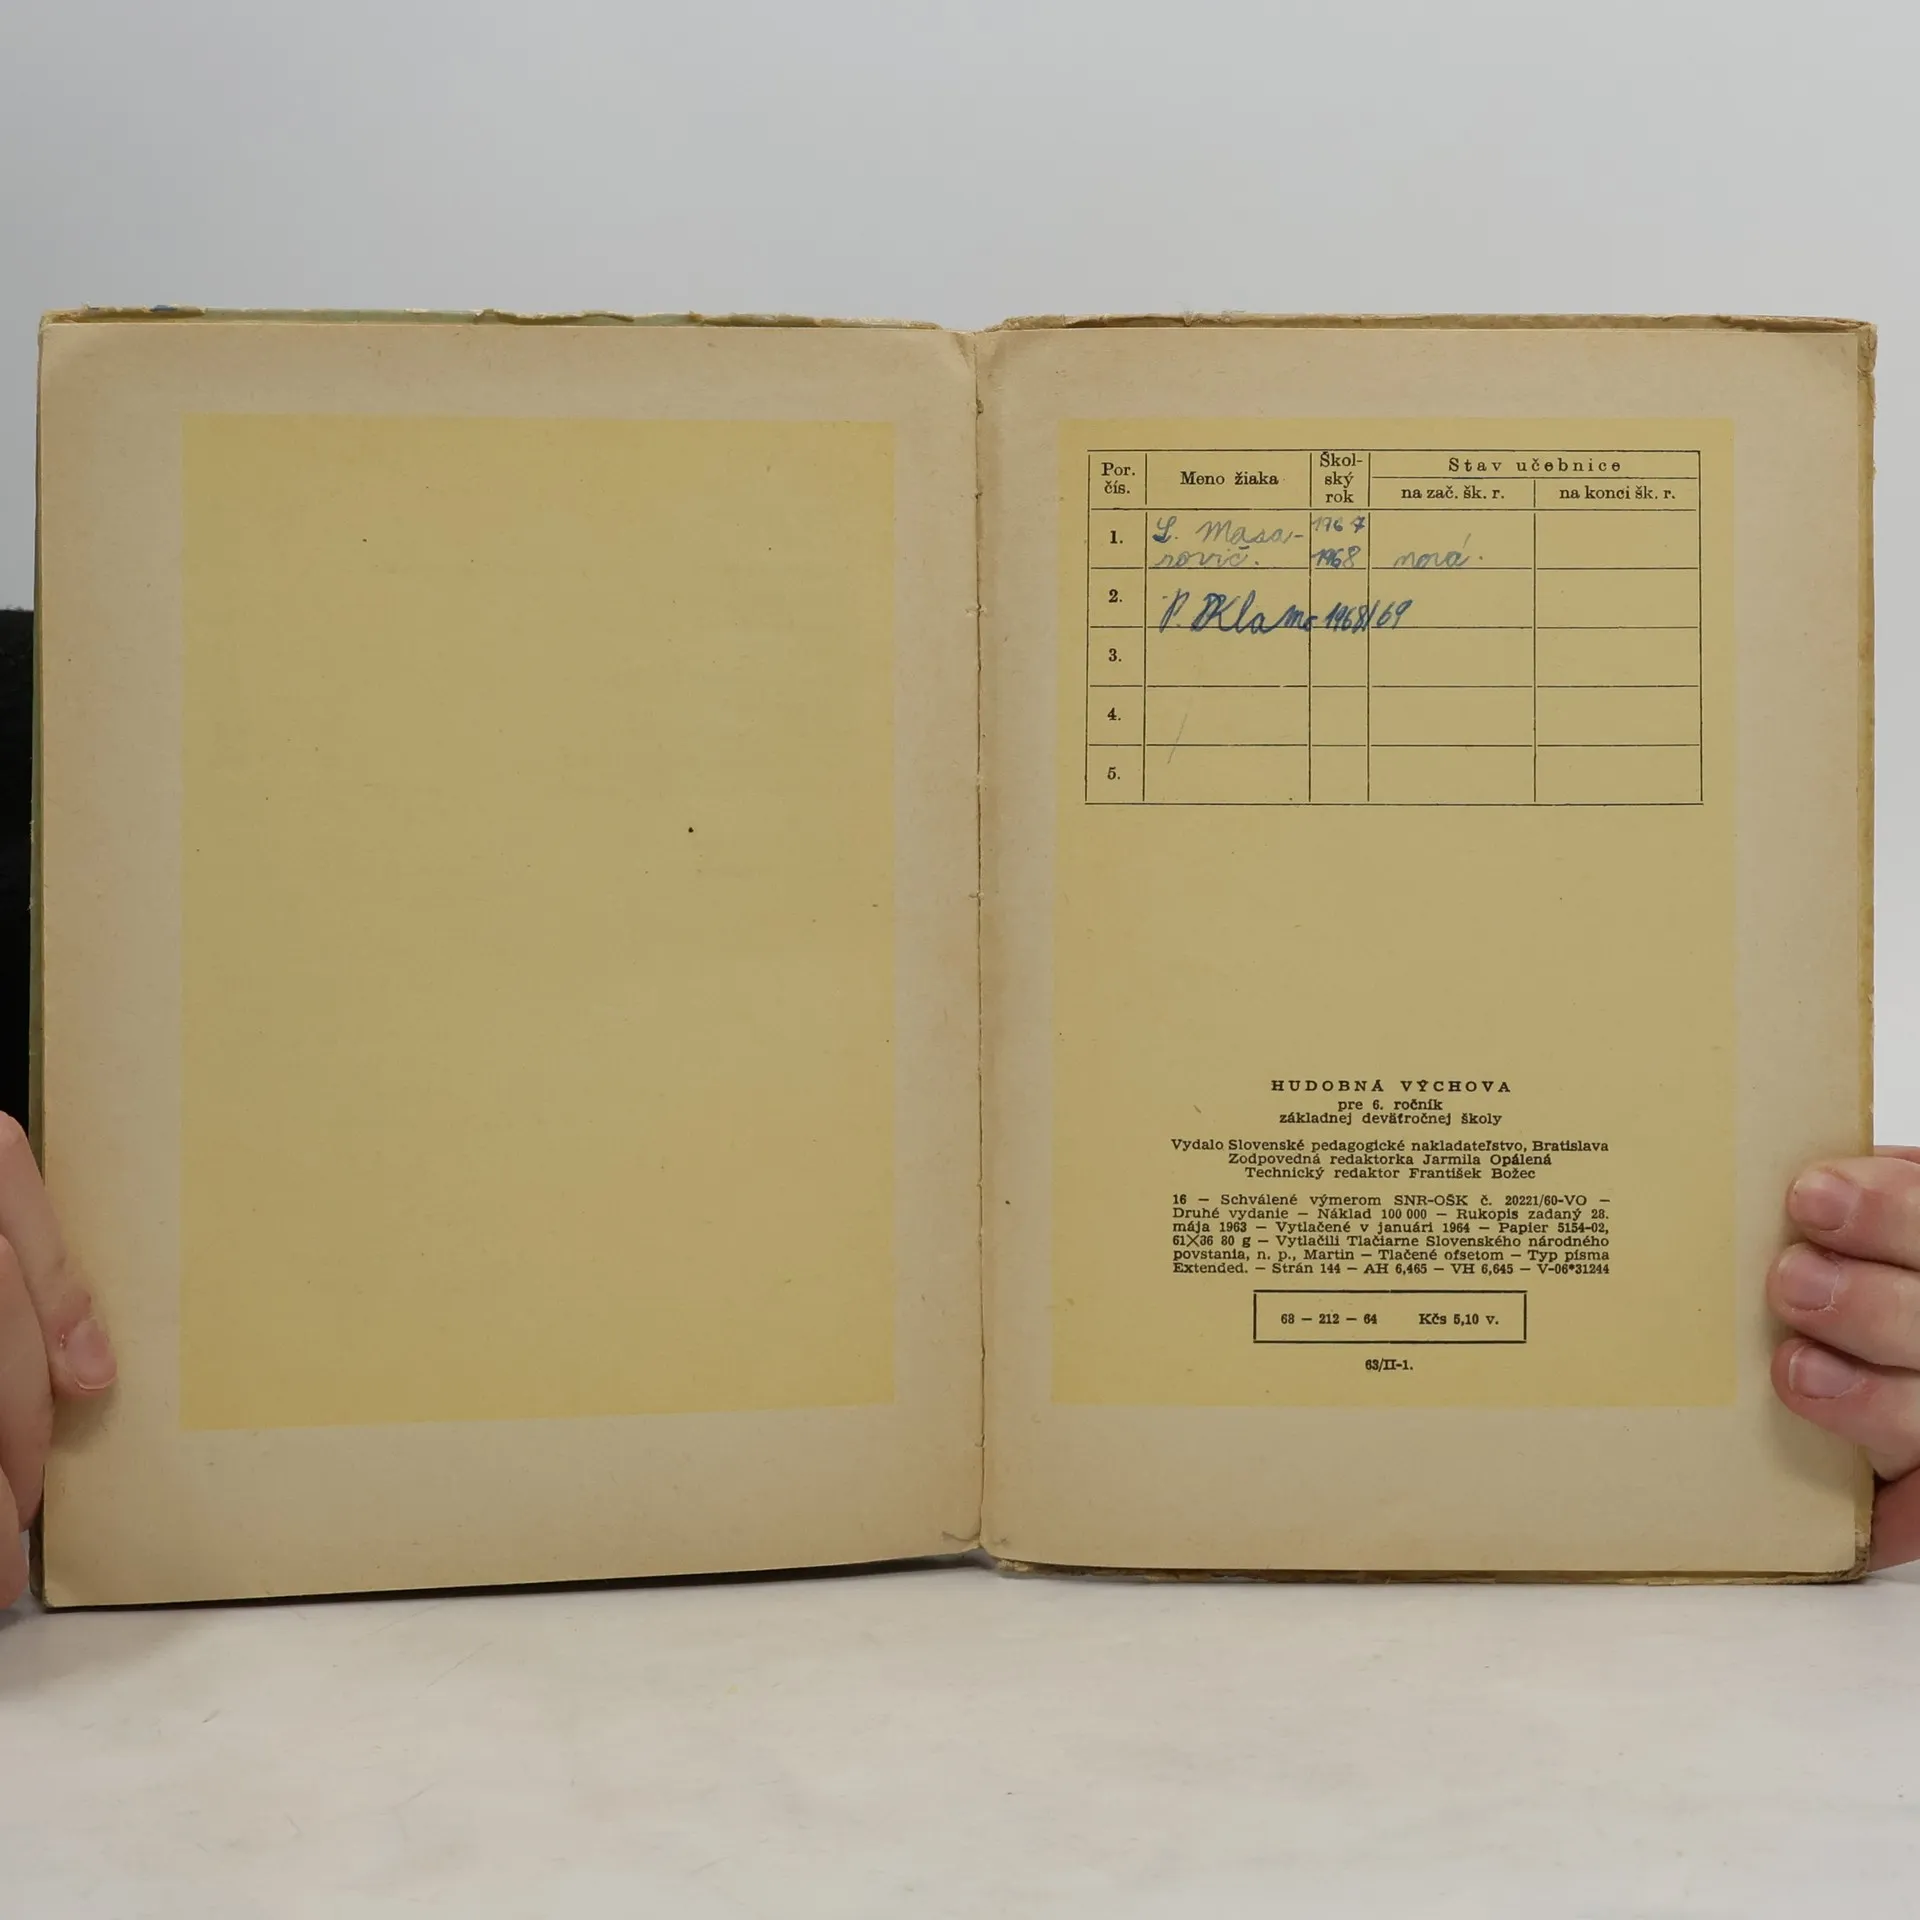 Por. čís.
Meno žiaka
Škol-
ský
rok
Stav učebnice
na zač. šk. r.
na konci šk. r.
1.
L. Masa-
rovič.
1967
1968
nová.
2.
P. 1968/69
3.
4.
5.
HUDOBNÁ VÝCHOVA
pre 6. ročník
základnej deväťročnej školy
Vydalo Slovenské pedagogické nakladateľstvo, Bratislava
Zodpovedná redaktorka Jarmila Opálená
Technický redaktor František Božec
16 — Schválené výmerom SNR-OŠK č. 20221/60-VO —
Druhé vydanie — Náklad 100 000 — Rukopis zadaný 28.
mája 1963 — Vytlačené v januári 1964 — Papier 5154-02,
61×36 80 g — Vytlačili Tlačiarne Slovenského národného
povstania, n. p., Martin — Tlačené ofsetom — Typ písma
Extended. — Strán 144 — AH 6,465 — VH 6,645 — V-06*31244
68 — 212 — 64 Kčs 5,10 v.
63/II-1.